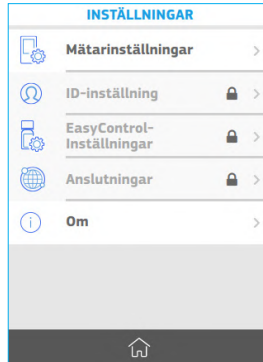 INSTÄLLNINGAR
Mätarinställningar
ID-inställning
EasyControl-
Inställningar
Anslutningar
Om